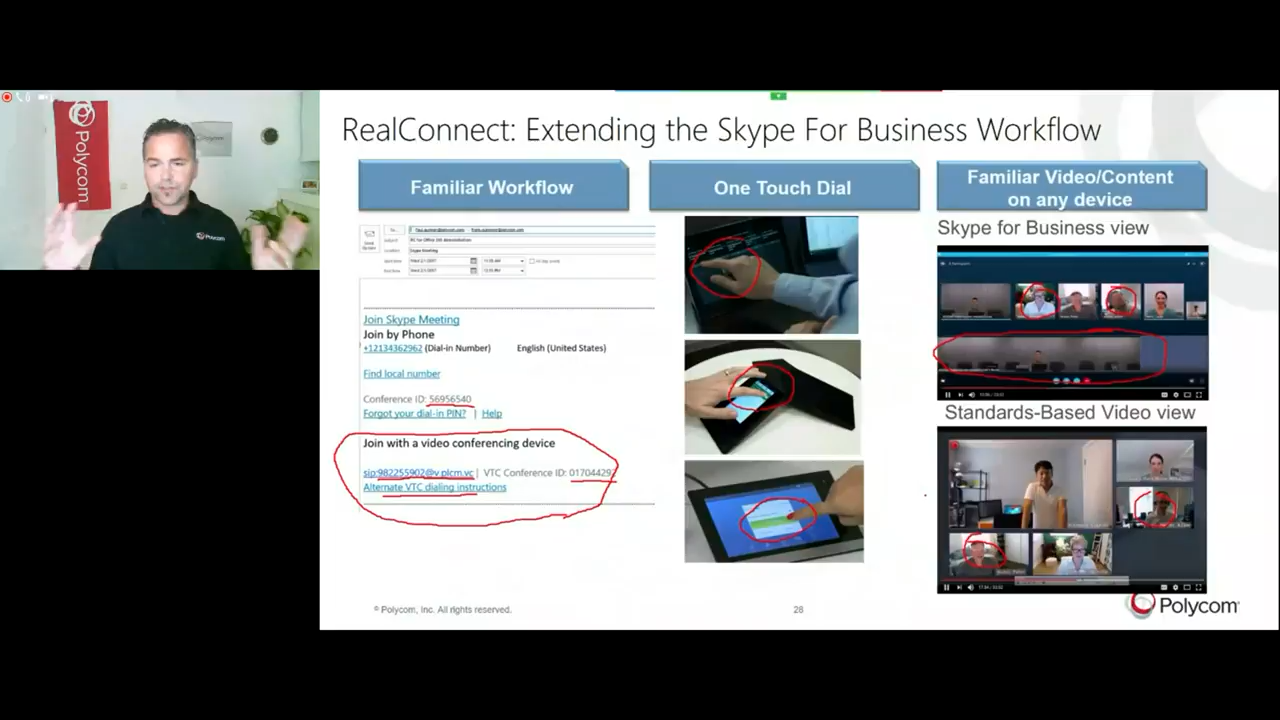 Polycom
Polycom
RealConnect: Extending the Skype For Business Workflow
Familiar Workflow
One Touch Dial
Familiar Video/Content
on any device
Skype for Business view
Join Skype Meeting
Join by Phone
+12134362962 (Dial-in Number) English (United States)
Find local number
Conference ID: 56956540
Forgot your dial-in PIN? | Help
Join with a video conferencing device
sip:982255902@v.plcm.vc | VTC Conference ID: 017044292
Alternate VTC dialing instructions
Standards-Based Video view
© Polycom, Inc. All rights reserved.
28
Polycom